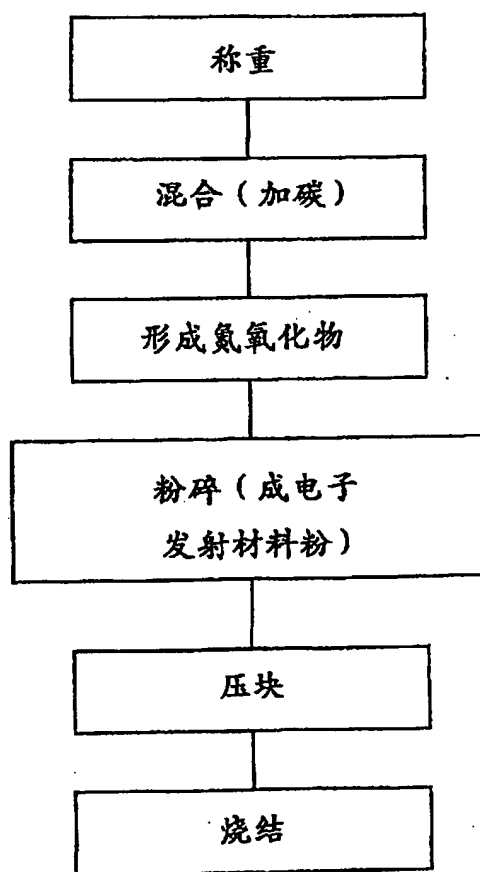 称重
混合（加碳）
形成氮氧化物
粉碎（成电子
发射材料粉）
压块
烧结